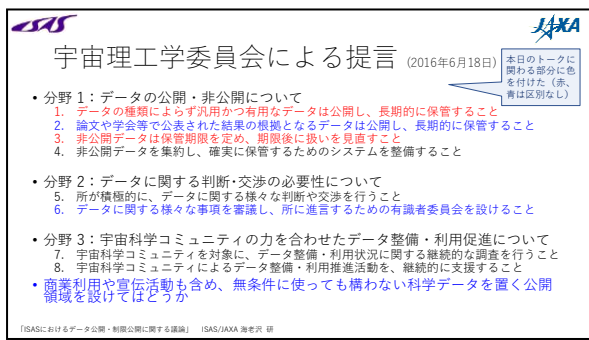 ISAS
JAXA
宇宙理工学委員会による提言 (2016年6月18日)
本日のトークに
関わる部分に色
を付けた（赤、
青は区別なし）
• 分野 1：データの公開・非公開について
1. データの種類によらず汎用かつ有用なデータは公開し、長期的に保管すること
2. 論文や学会等で公表された結果の根拠となるデータは公開し、長期的に保管すること
3. 非公開データは保管期限を定め、期限後に扱いを見直すこと
4. 非公開データを集約し、確実に保管するためのシステムを整備すること
• 分野 2：データに関する判断・交渉の必要性について
5. 所が積極的に、データに関する様々な判断や交渉を行うこと
6. データに関する様々な事項を審議し、所に進言するための有識者委員会を設けること
• 分野 3：宇宙科学コミュニティの力を合わせたデータ整備・利用促進について
7. 宇宙科学コミュニティを対象に、データ整備・利用状況に関する継続的な調査を行うこと
8. 宇宙科学コミュニティによるデータ整備・利用推進活動を、継続的に支援すること
• 商業利用や宣伝活動も含め、無条件に使っても構わない科学データを置く公開
領域を設けてはどうか
「ISASにおけるデータ公開・制限公開に関する議論」 ISAS/JAXA 海老沢 研